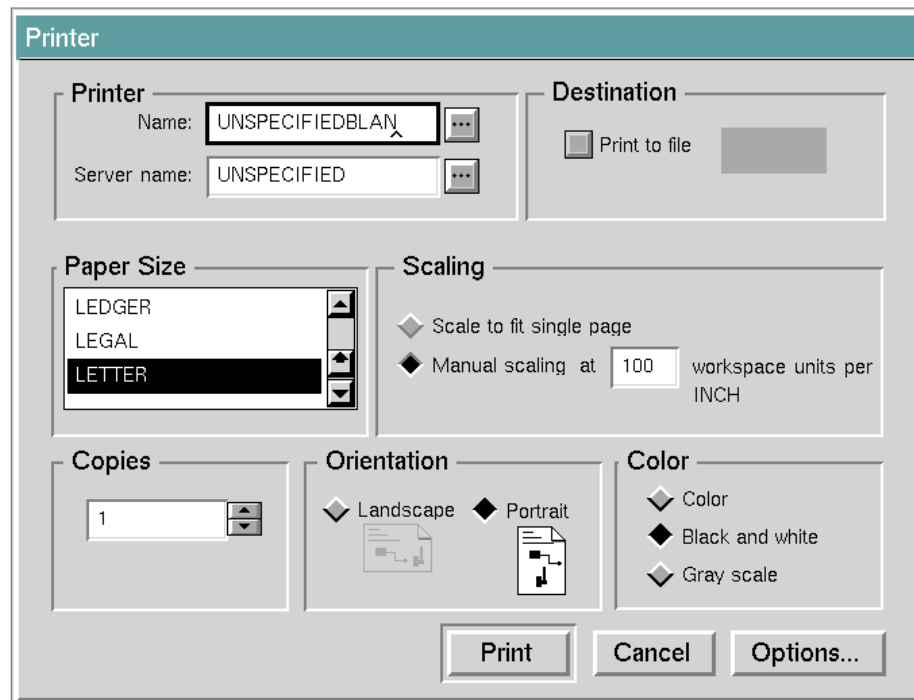 Printer
Printer
Name: UNSPECIFIEDBLAN
Server name: UNSPECIFIED
Destination
Print to file
Paper Size
LEDGER
LEGAL
LETTER
Scaling
Scale to fit single page
Manual scaling at 100 workspace units per
INCH
Copies
1
Orientation
Landscape Portrait
Color
Color
Black and white
Gray scale
Print Cancel Options...